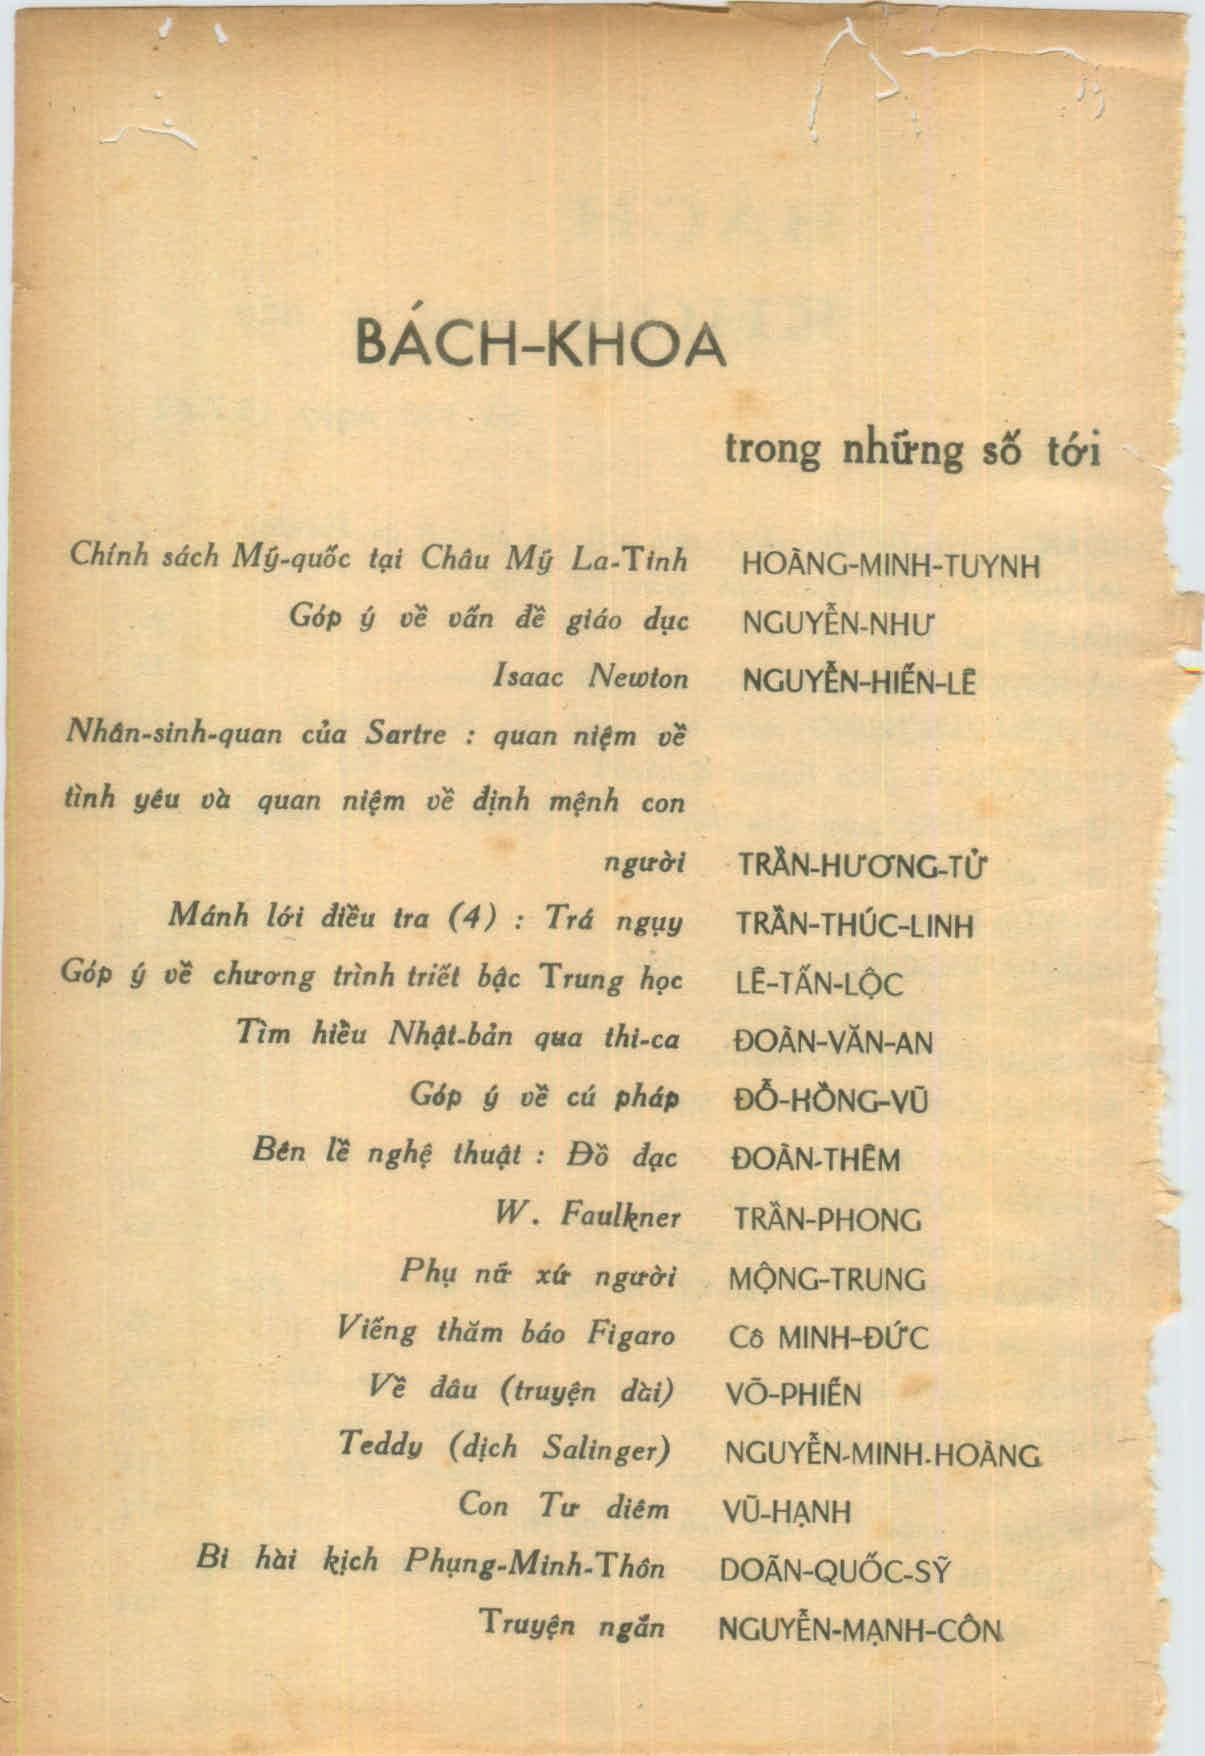 BÁCH-KHOA
trong những số tới
Chính sách Mỹ-quốc tại Châu Mỹ La-Tinh HOÀNG-MINH-TUYNH
Góp ý về vấn đề giáo dục NGUYỄN-NHƯ
Isaac Newton NGUYỄN-HIẾN-LÊ
Nhân-sinh-quan của Sartre : quan niệm về
tình yêu và quan niệm về định mệnh con
người TRẦN-HƯƠNG-TỬ
Mánh lới điều tra (4) : Trá ngụy TRẦN-THÚC-LINH
Góp ý về chương trình triết bậc Trung học LÊ-TẤN-LỘC
Tìm hiểu Nhật-bản qua thi-ca ĐOÀN-VĂN-AN
Góp ý về cú pháp ĐỖ-HỒNG-VŨ
Bên lề nghệ thuật : Đồ đạc ĐOÀN-THÊM
W. Faulkner TRẦN-PHONG
Phụ nữ xứ người MỘNG-TRUNG
Viếng thăm báo Figaro Cô MINH-ĐỨC
Về đâu (truyện dài) VÕ-PHIẾN
Teddy (dịch Salinger) NGUYỄN-MINH-HOÀNG
Con Tư diêm VŨ-HẠNH
Bi hài kịch Phụng-Minh-Thôn DOÃN-QUỐC-SỸ
Truyện ngắn NGUYỄN-MẠNH-CÔN